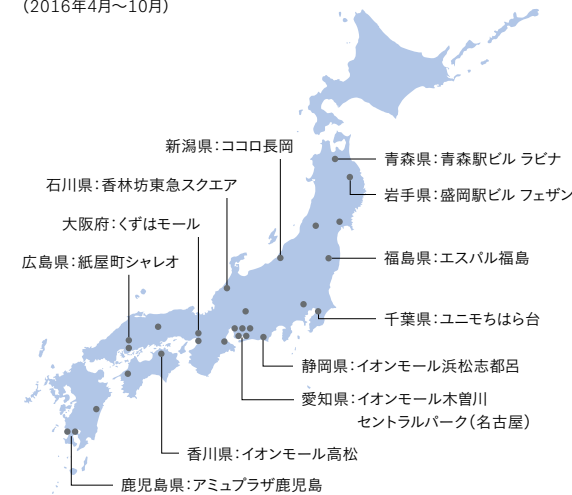 （2016年4月～10月）
新潟県：ココロ長岡
石川県：香林坊東急スクエア
大阪府：くずはモール
広島県：紙屋町シャレオ
青森県：青森駅ビル ラビナ
岩手県：盛岡駅ビル フェザン
福島県：エスパル福島
千葉県：ユニモちはら台
静岡県：イオンモール浜松志都呂
愛知県：イオンモール木曽川
セントラルパーク（名古屋）
香川県：イオンモール高松
鹿児島県：アミュプラザ鹿児島